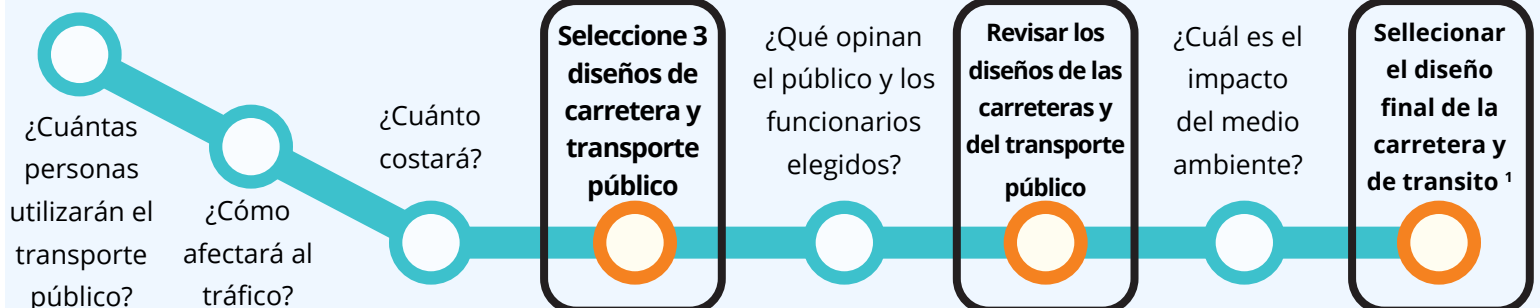 ¿Cuántas
personas
utilizarán el
transporte
público?
¿Cómo
afectará al
tráfico?
¿Cuánto
costará?
Seleccione 3
diseños de
carretera y
transporte
público
¿Qué opinan
el público y los
funcionarios
elegidos?
Revisar los
diseños de las
carreteras y
del transporte
público
¿Cuál es el
impacto
del medio
ambiente?
Sellecionar
el diseño
final de la
carretera y
de transito ¹